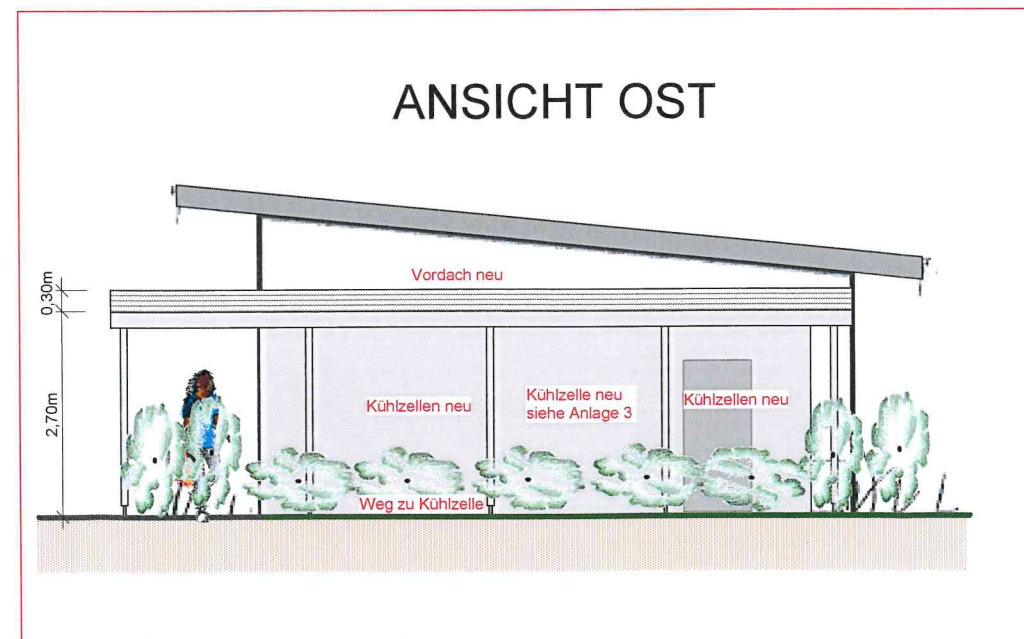 ANSICHT OST
Vordach neu
0,30m
2,70m
Kühlzellen neu
Kühlzelle neu
siehe Anlage 3
Kühlzellen neu
Weg zu Kühlzelle